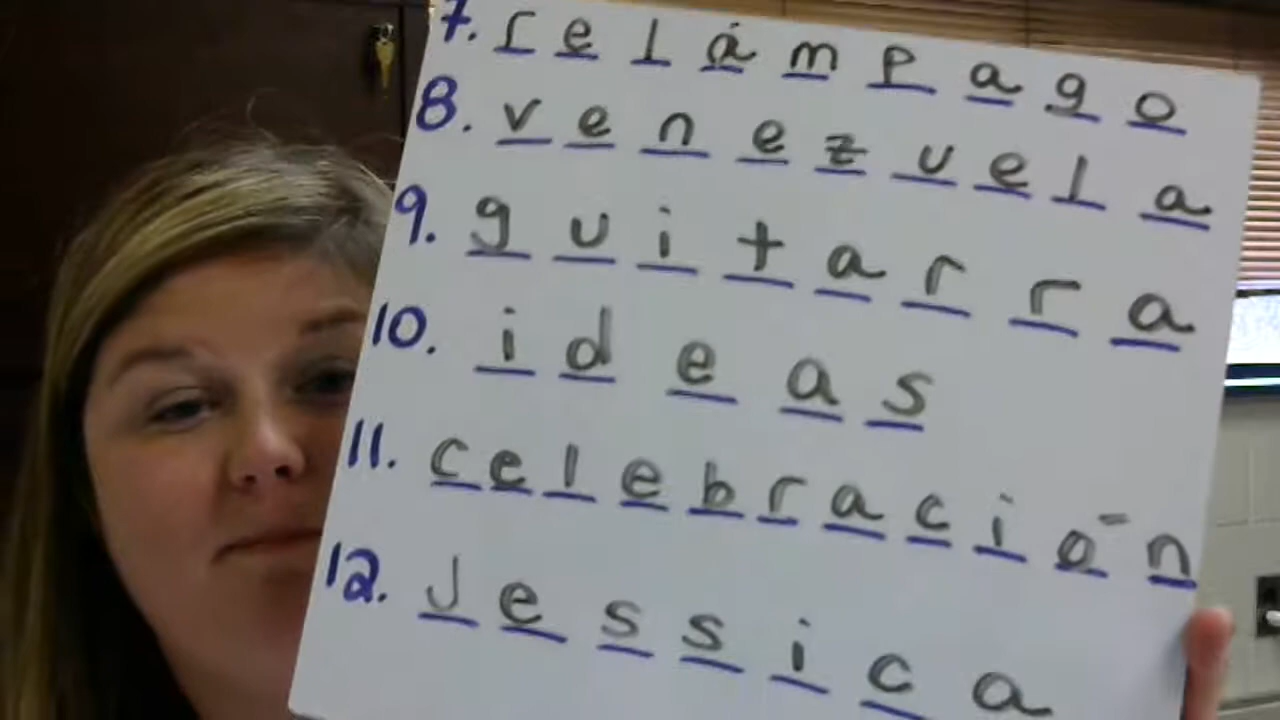 7. relámpago
8. venezuela
9. guitarra
10. ideas
11. celebración
12. Jessica